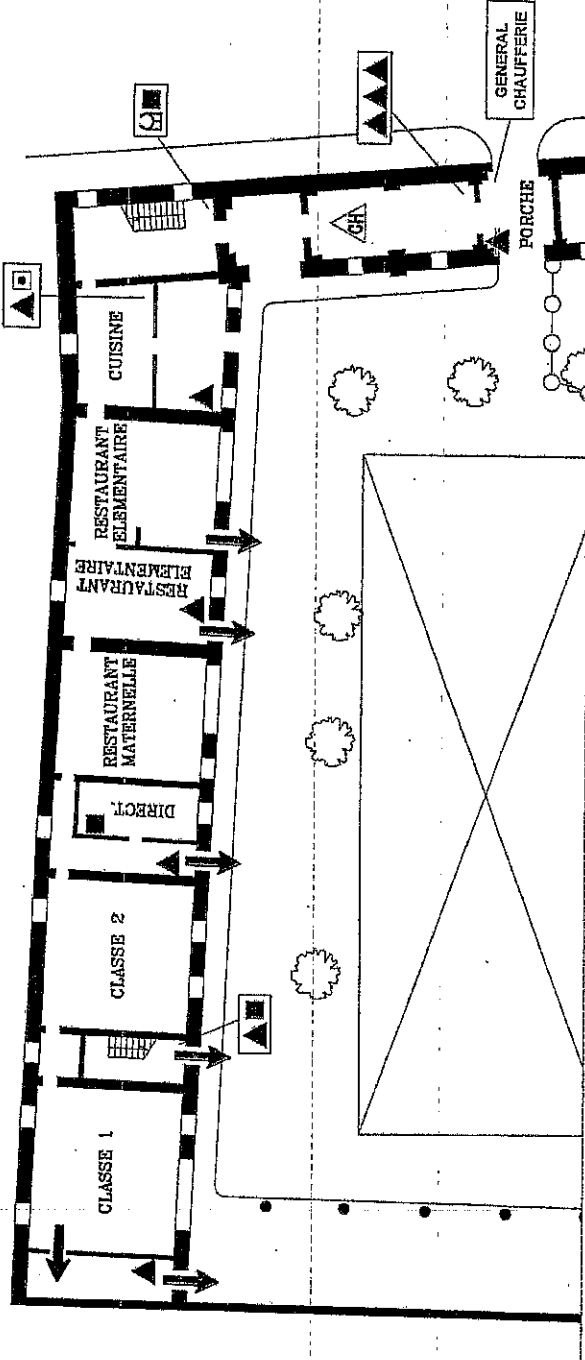 GENERAL
CHAUFFERIE
PORCHE
CH
CUISINE
RESTAURANT
ELEMENTAIRE
RESTAURANT
ELEMENTAIRE
RESTAURANT
MATERNELLE
DIRECT.
CLASSE 2
CLASSE 1